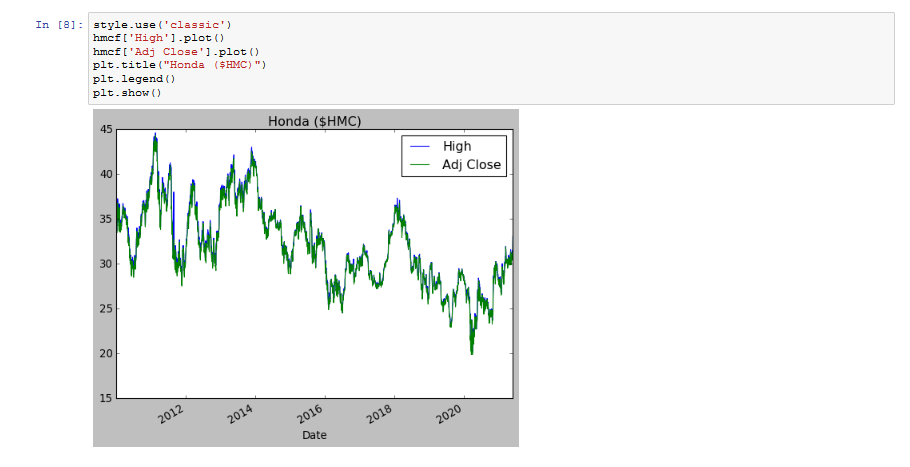 In [8]: style.use('classic')
hmcf['High'].plot()
hmcf['Adj Close'].plot()
plt.title("Honda ($HMC)")
plt.legend()
plt.show()
Honda ($HMC)
High
Adj Close
45
40
35
30
25
20
15
2012 2014 2016 2018 2020
Date